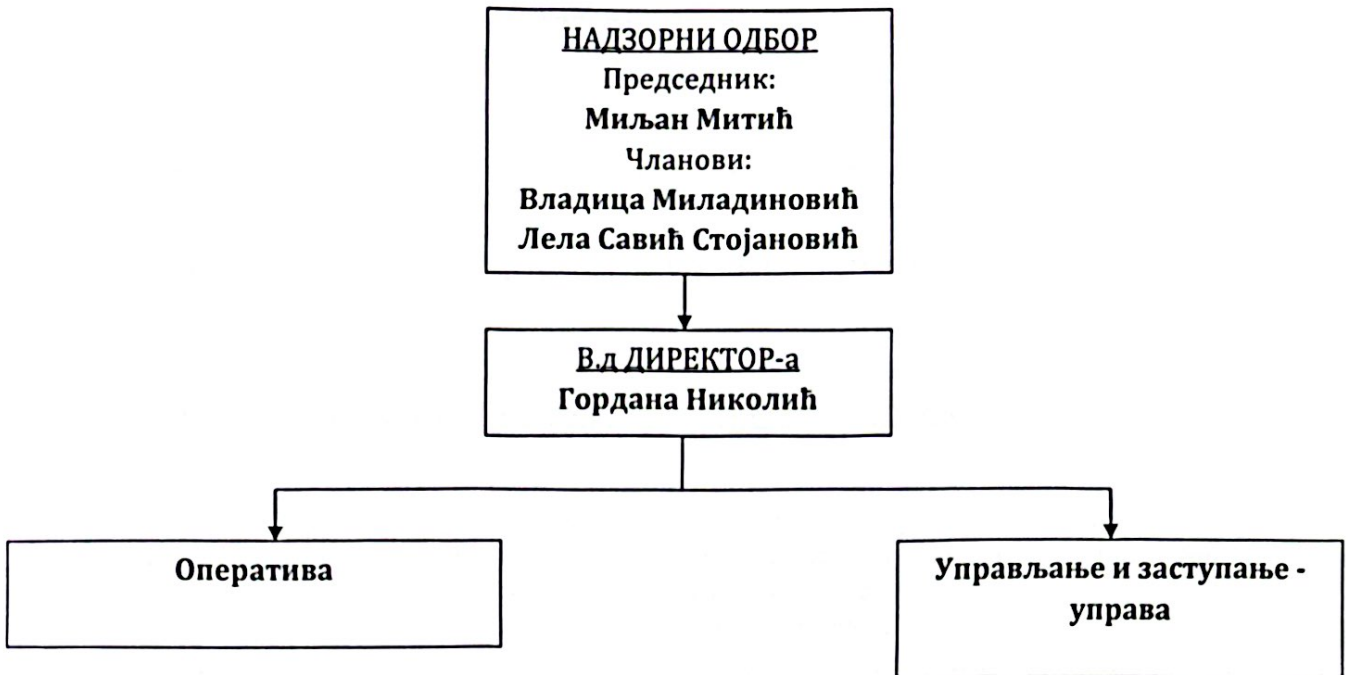 НАДЗОРНИ ОДБОР
Председник:
Миљан Митић
Чланови:
Владица Миладиновић
Лела Савић Стојановић
В.д ДИРЕКТОР-а
Гордана Николић
Оператива
Управљање и заступање -
управа